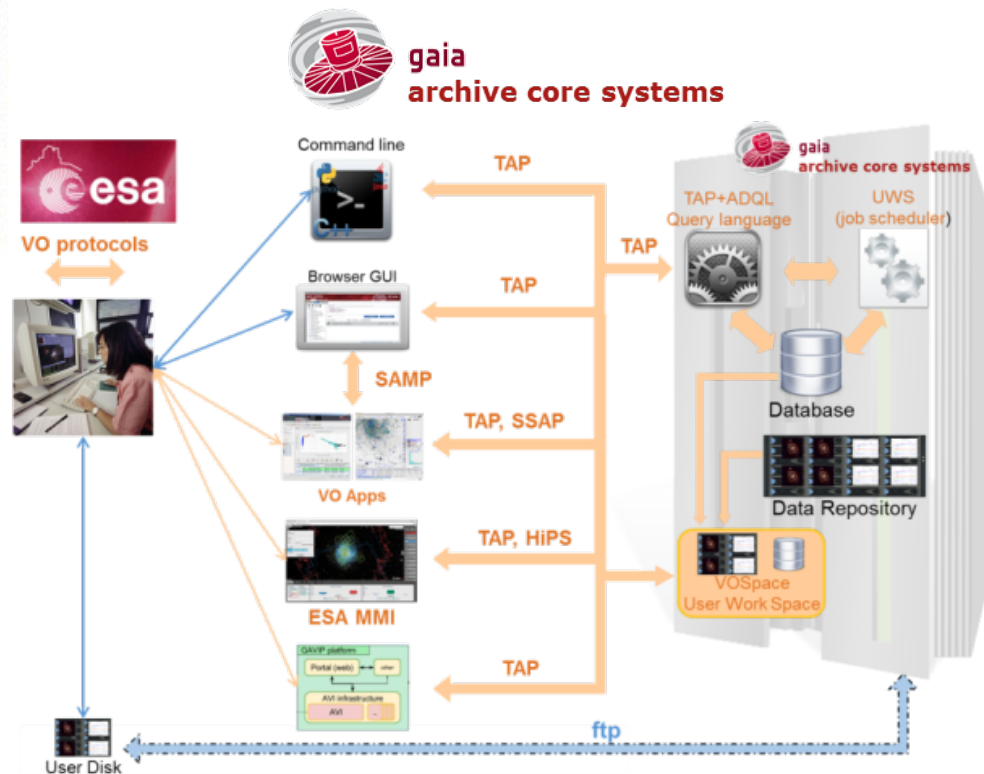 gaia
archive core systems
esa
VO protocols
Command line
C++
>_
TAP
gaia
archive core systems
TAP+ADQL
Query language
UWS
(job scheduler)
TAP
Browser GUI
TAP
SAMP
Database
TAP, SSAP
VO Apps
Data Repository
TAP, HiPS
ESA MMI
VOSpace
User Work Space
GAVIP platform
Portal (web)
other
AVI infrastructure
AVI
...
TAP
ftp
User Disk